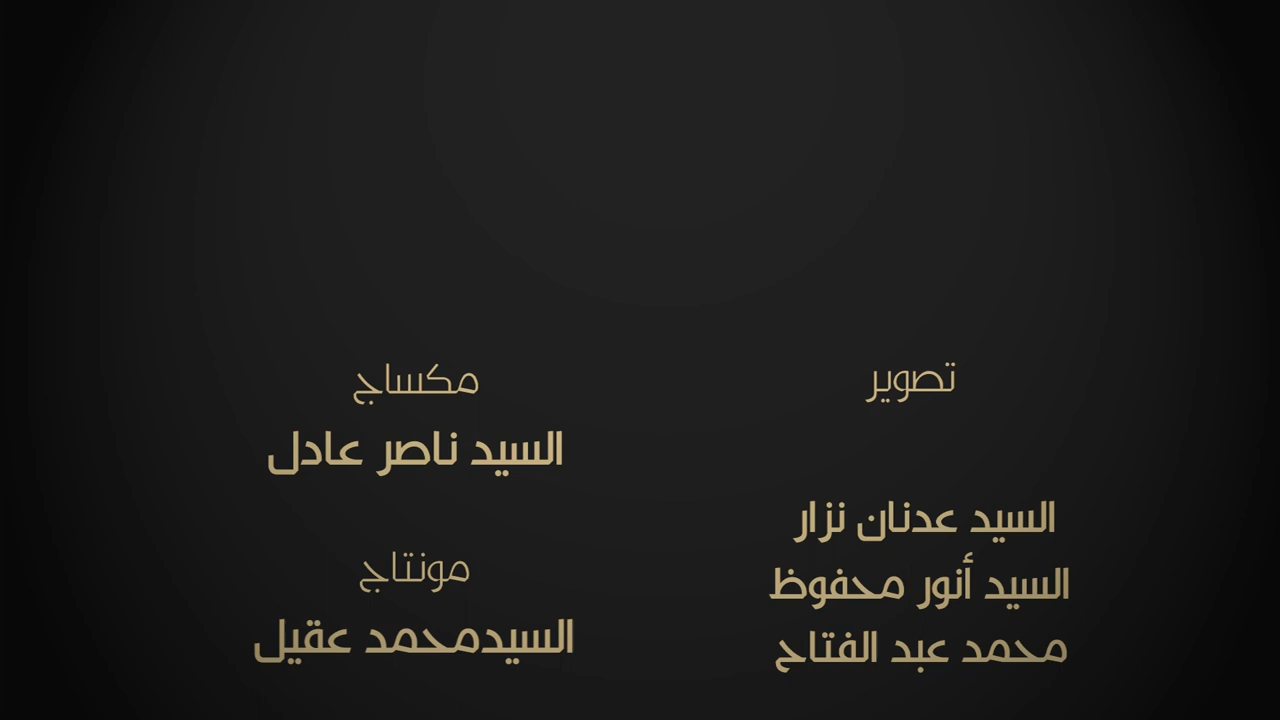 تصوير
السيد عدنان نزار
السيد أنور محفوظ
محمد عبد الفتاح
مكساج
السيد ناصر عادل
مونتاج
السيدمحمد عقيل